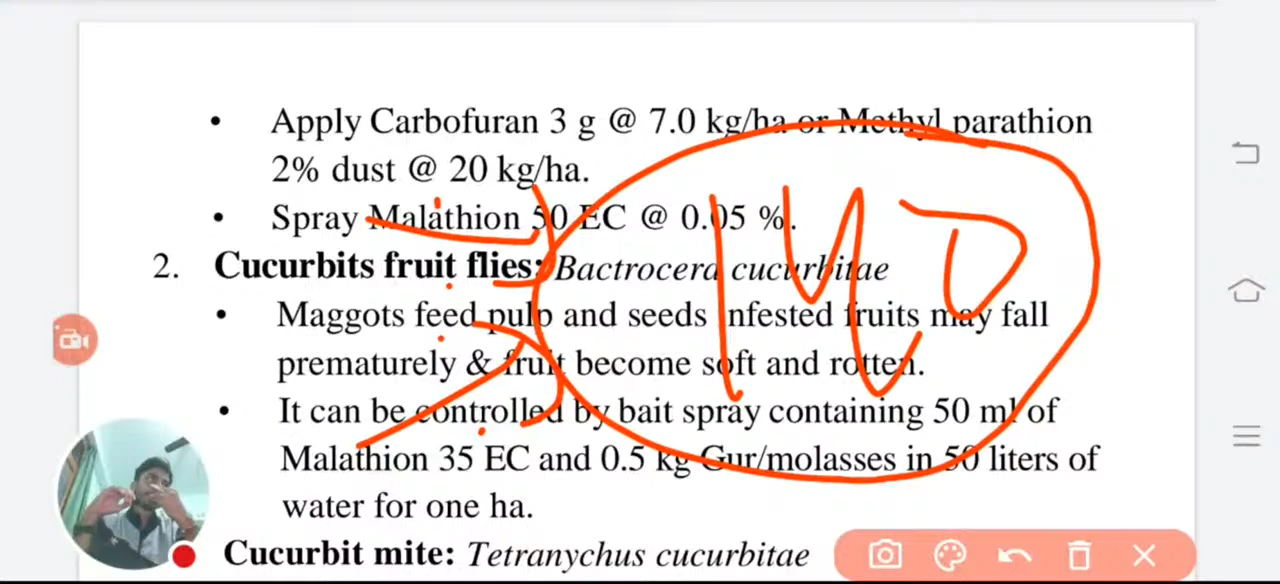 • Apply Carbofuran 3 g @ 7.0 kg/ha or Methyl parathion
2% dust @ 20 kg/ha.
• Spray Malathion 50 EC @ 0.05 %.
2. Cucurbits fruit flies: Bactrocera cucurbitae
• Maggots feed pulp and seeds Infested fruits may fall
prematurely & fruit become soft and rotten.
• It can be controlled by bait spray containing 50 ml of
Malathion 35 EC and 0.5 kg Gur/molasses in 50 liters of
water for one ha.
Cucurbit mite: Tetranychus cucurbitae